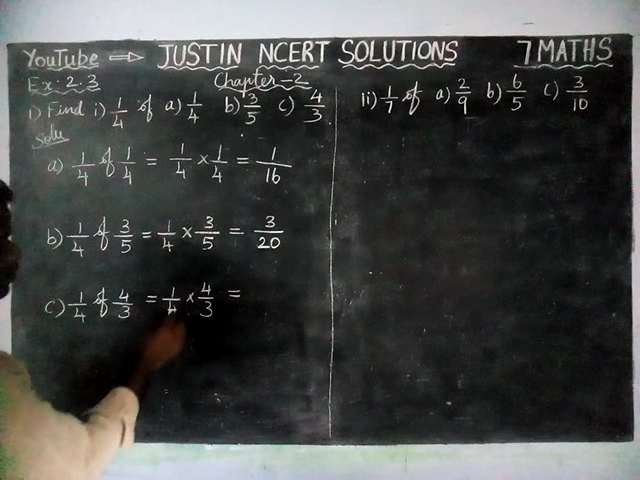 YouTube ⇒ JUSTIN NCERT SOLUTIONS 7 MATHS
Ex: 2.3 Chapter-2
1) Find i) 1/4 of a) 1/4 b) 3/5 c) 4/3
Solu
a) 1/4 of 1/4 = 1/4 × 1/4 = 1/16
b) 1/4 of 3/5 = 1/4 × 3/5 = 3/20
c) 1/4 of 4/3 = 1/4 × 4/3 =
ii) 1/7 of a) 2/9 b) 6/5 c) 3/10